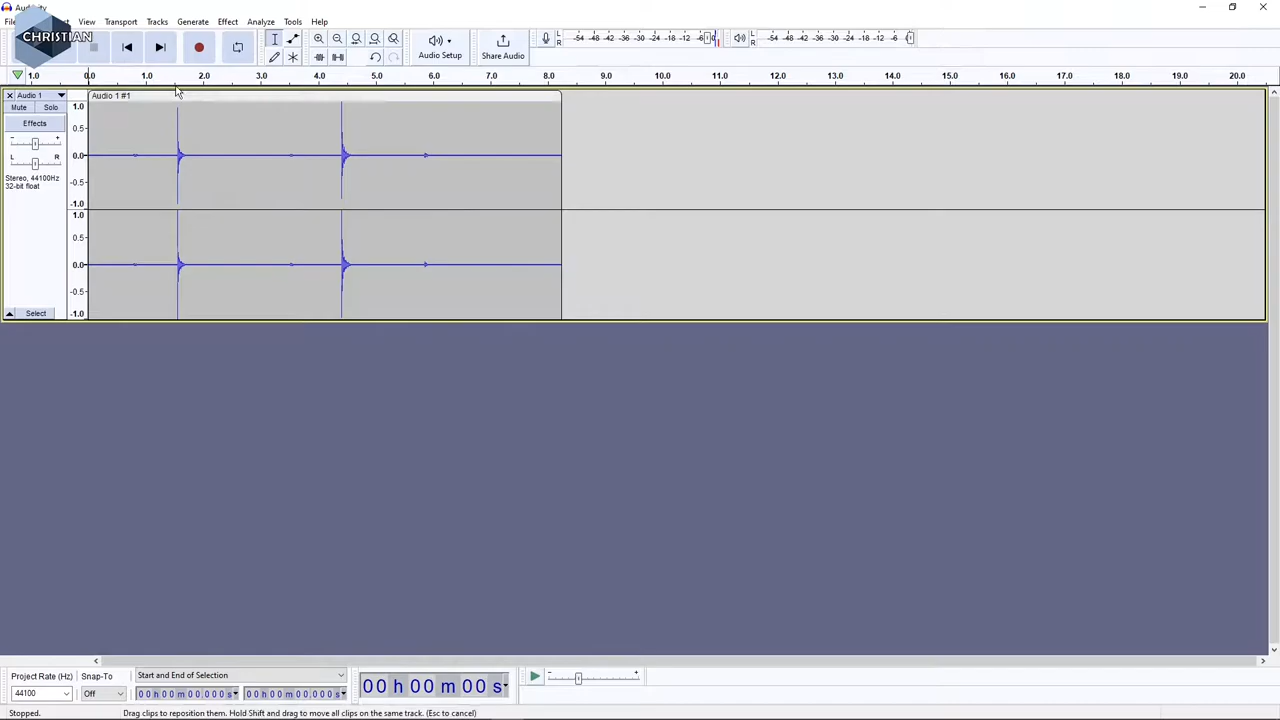 Audacity
CHRISTIAN
View Transport Tracks Generate Effect Analyze Tools Help
Audio Setup
Share Audio
R -54 -48 -42 -36 -30 -24 -18 -12 -6
R -54 -48 -42 -36 -30 -24 -18 -12 -6
1.0 0.0 1.0 2.0 3.0 4.0 5.0 6.0 7.0 8.0 9.0 10.0 11.0 12.0 13.0 14.0 15.0 16.0 17.0 18.0 19.0 20.0
Audio 1
Audio 1 #1
Mute Solo
Effects
- +
L R
Stereo, 44100Hz
32-bit float
1.0
0.5
0.0
-0.5
-1.0
1.0
0.5
0.0
-0.5
-1.0
Select
Project Rate (Hz) Snap-To Start and End of Selection
44100 Off 00 h 00 m 00.000 s 00 h 00 m 00.000 s
00 h 00 m 00 s
Stopped. Drag clips to reposition them. Hold Shift and drag to move all clips on the same track. (Esc to cancel)